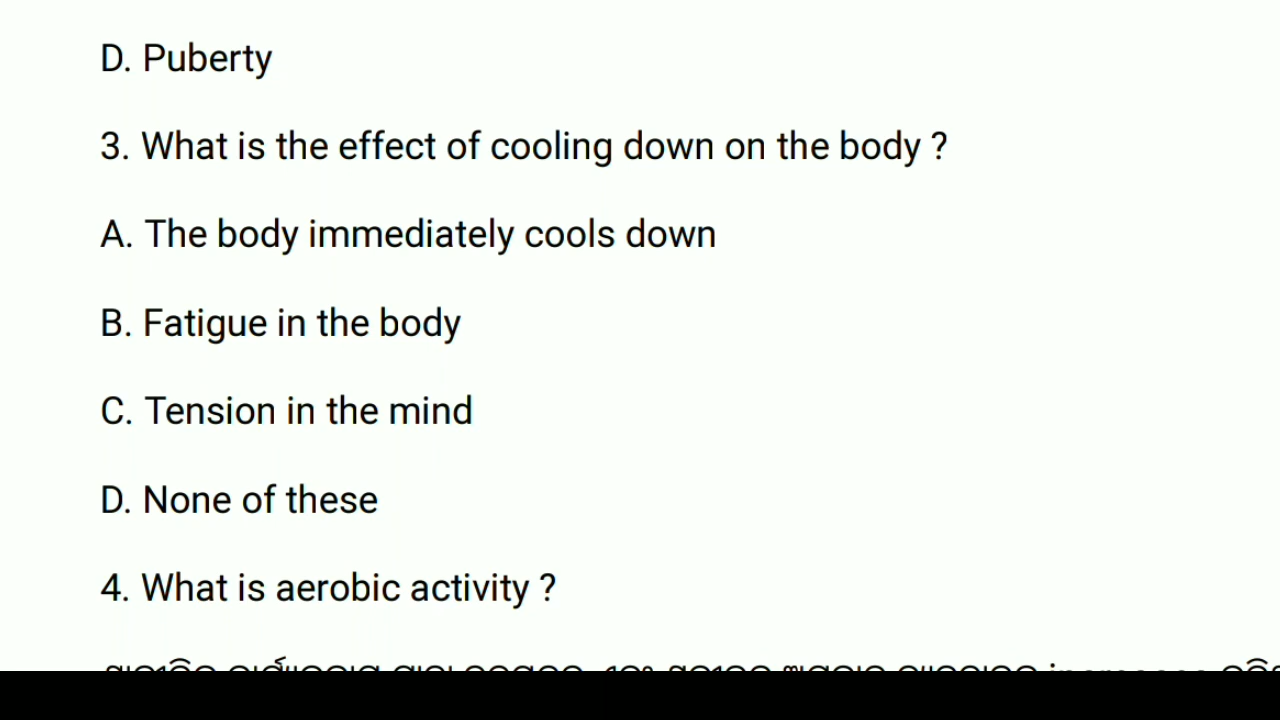 D. Puberty
3. What is the effect of cooling down on the body ?
A. The body immediately cools down
B. Fatigue in the body
C. Tension in the mind
D. None of these
4. What is aerobic activity ?
increases